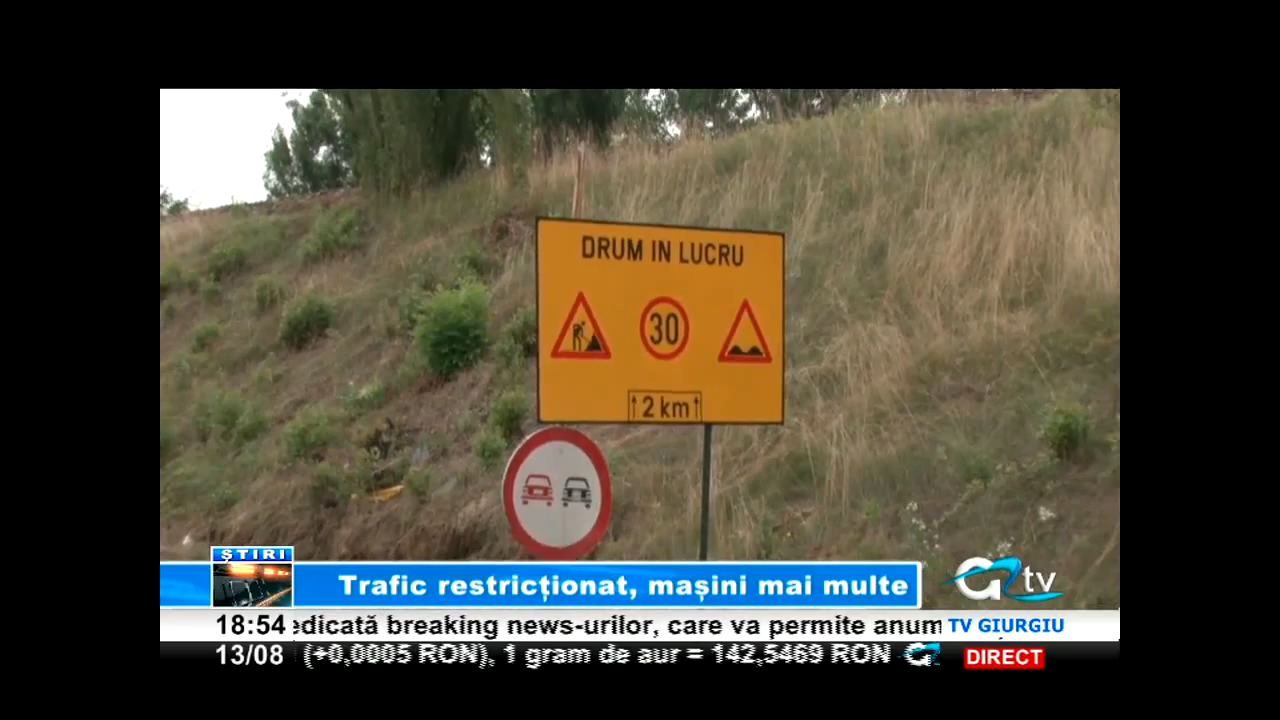 DRUM IN LUCRU
30
2 km
ȘTIRI
Trafic restricționat, mașini mai multe
G tv
18:54
edicată breaking news-urilor, care va permite anum
TV GIURGIU
13/08
(+0,0005 RON), 1 gram de aur = 142,5469 RON
DIRECT